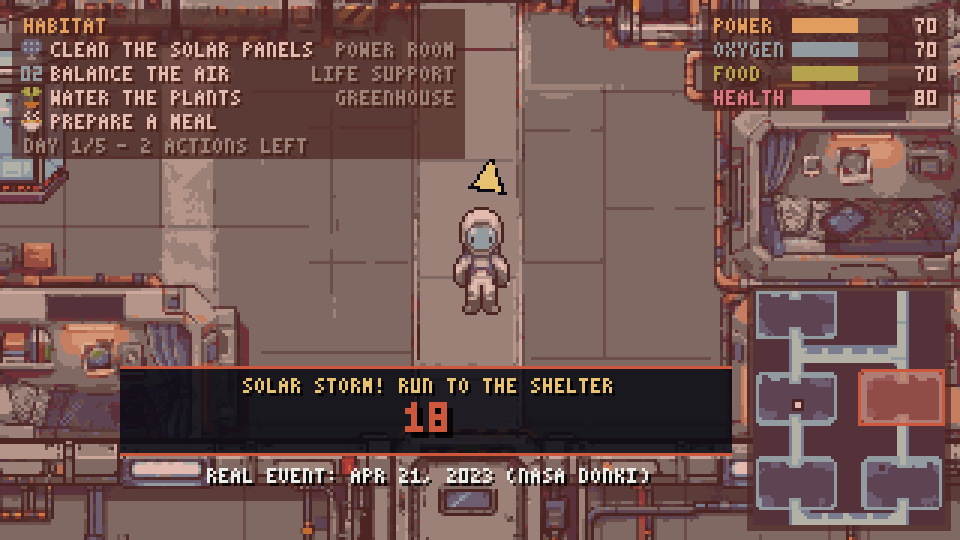 HABITAT
CLEAN THE SOLAR PANELS POWER ROOM
O2 BALANCE THE AIR LIFE SUPPORT
WATER THE PLANTS GREENHOUSE
PREPARE A MEAL
DAY 1/5 - 2 ACTIONS LEFT
POWER 70
OXYGEN 70
FOOD 70
HEALTH 80
SOLAR STORM! RUN TO THE SHELTER
18
REAL EVENT: APR 21, 2023 (NASA DONKI)